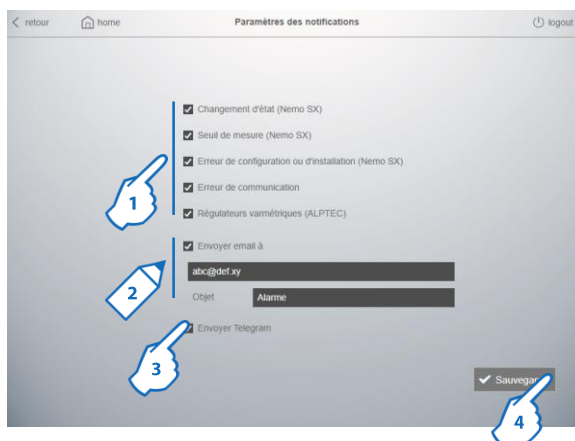 retour
home
Paramètres des notifications
logout
Changement d'état (Nemo SX)
Seuil de mesure (Nemo SX)
Erreur de configuration ou d'installation (Nemo SX)
Erreur de communication
Régulateurs varmétriques (ALPTEC)
1
Envoyer email à
abc@def.xy
2
Objet Alarme
Envoyer Telegram
3
4